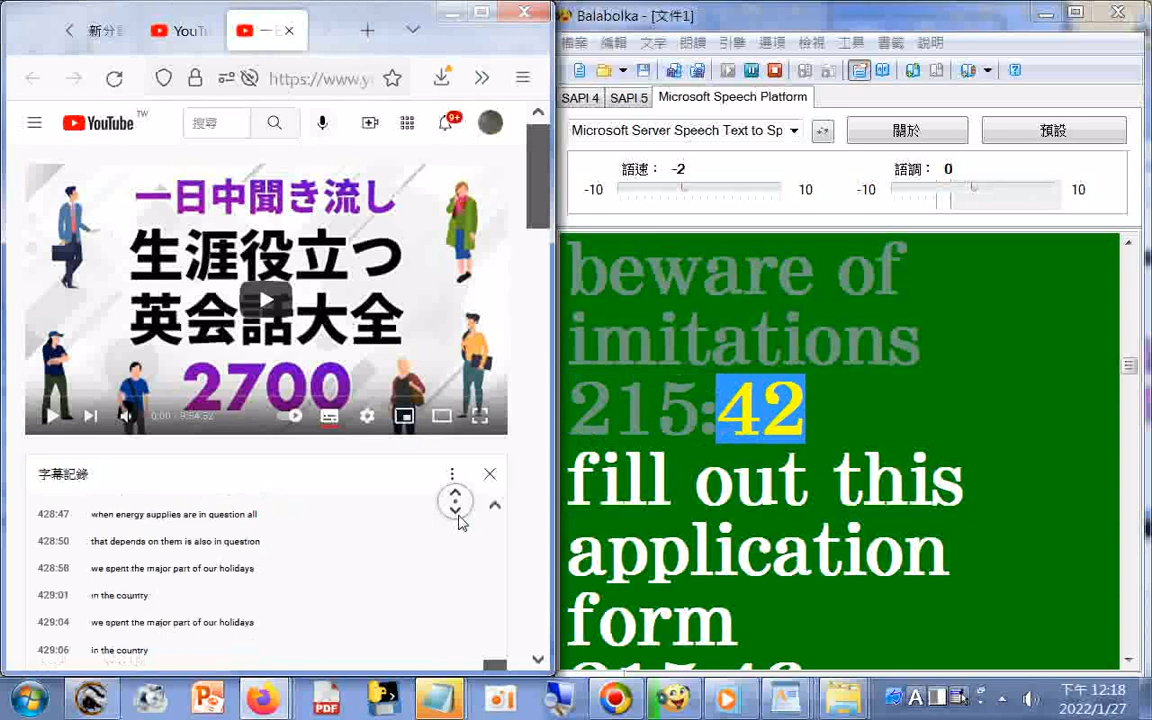 新分
YouTu
一 E
https://www.y
YouTube TW
搜尋
9+
一日中聞き流し
生涯役立つ
英会話大全
2700
字幕記錄
428:47 when energy supplies are in question all
428:50 that depends on them is also in question
428:58 we spent the major part of our holidays
429:01 in the country
429:04 we spent the major part of our holidays
429:06 in the country
Balabolka - [文件1]
檔案 編輯 文字 朗讀 引擎 選項 檢視 工具 書籤 說明
SAPI 4 SAPI 5 Microsoft Speech Platform
Microsoft Server Speech Text to Sp
關於 預設
語速： -2 語調： 0
-10 10 -10 10
beware of
imitations
215:42
fill out this
application
form
PDF
A
下午 12:18
2022/1/27